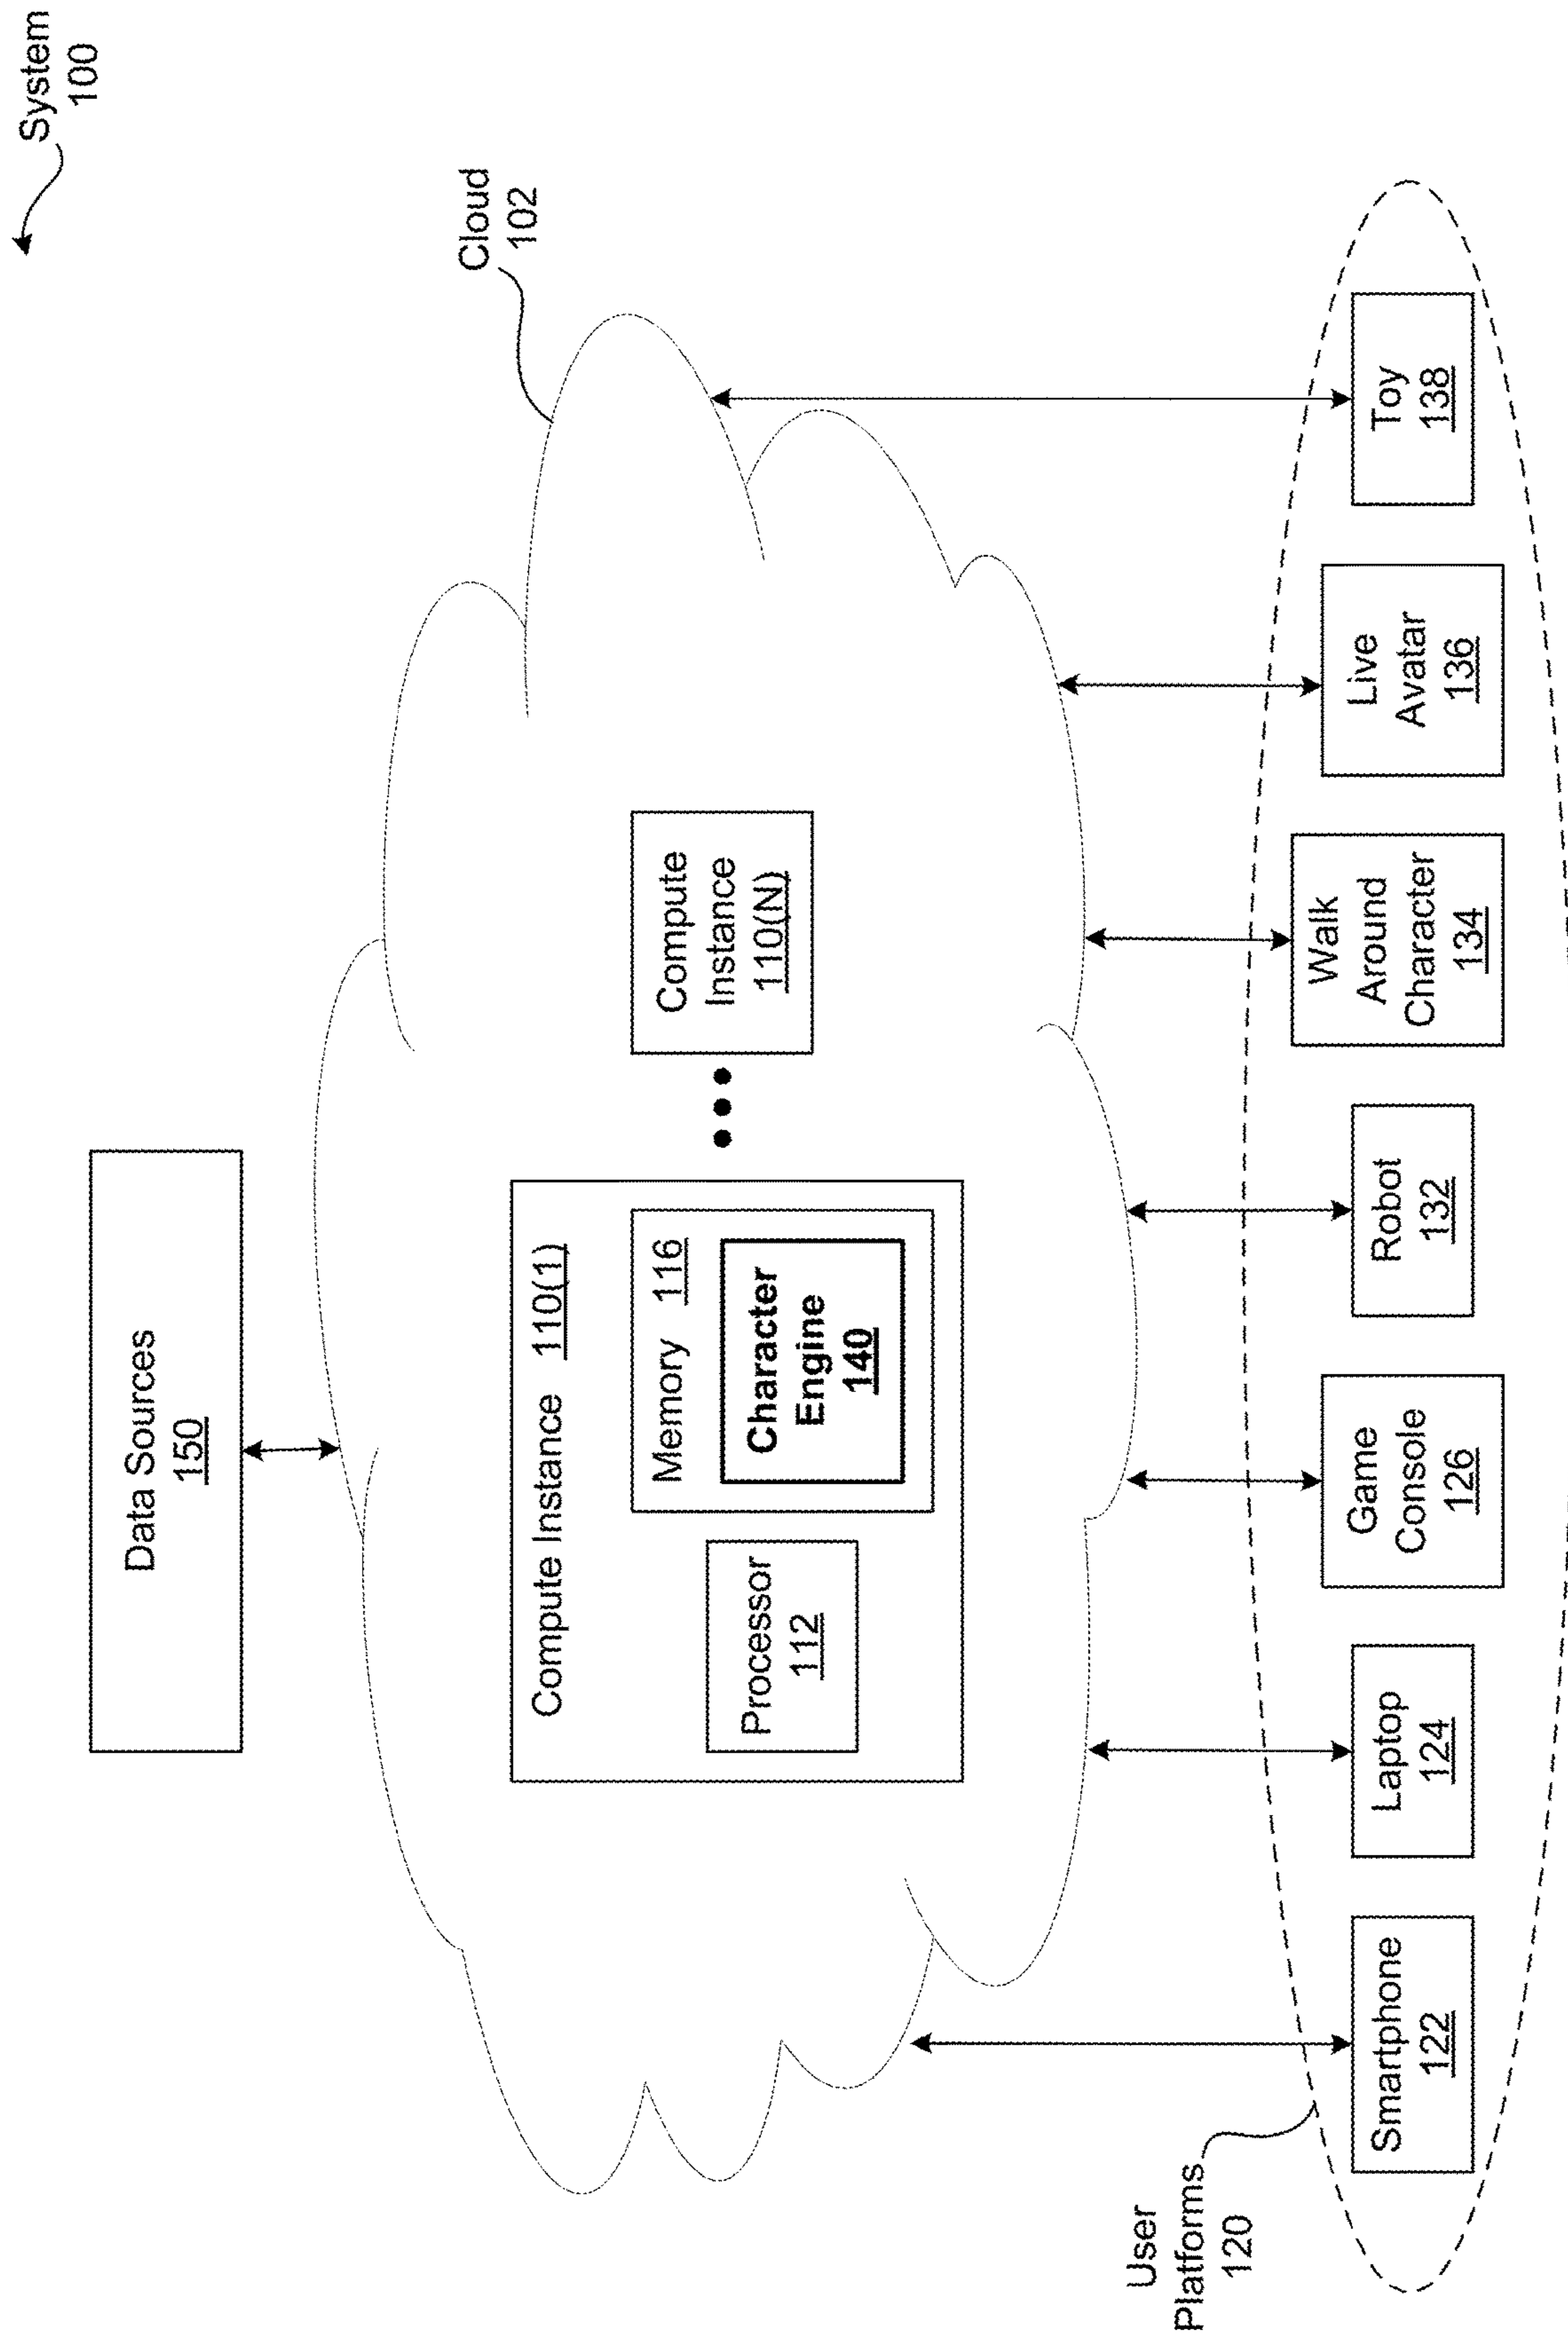 System
100
Data Sources
150
Cloud
102
Compute Instance 110(1)
Processor
112
Memory 116
Character
Engine
140
Compute
Instance
110(N)
User
Platforms
120
Smartphone
122
Laptop
124
Game
Console
126
Robot
132
Walk
Around
Character
134
Live
Avatar
136
Toy
138